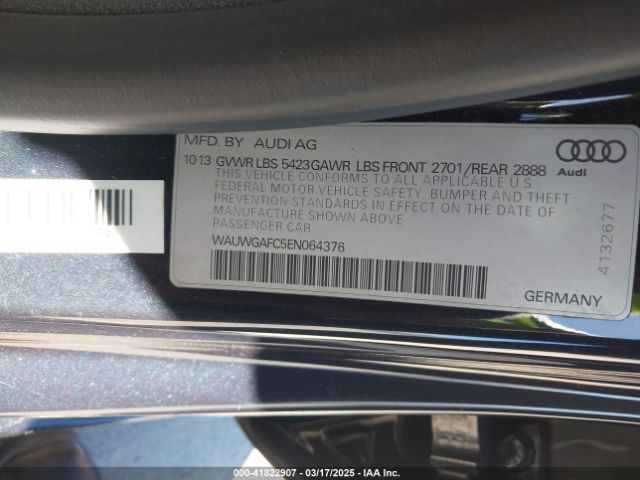 MFD. BY AUDI AG
10 13 GVWR LBS 5423 GAWR LBS FRONT 2701/REAR 2888
THIS VEHICLE CONFORMS TO ALL APPLICABLE U.S.
FEDERAL MOTOR VEHICLE SAFETY, BUMPER AND THEFT
PREVENTION STANDARDS IN EFFECT ON THE DATE OF
MANUFACTURE SHOWN ABOVE
PASSENGER CAR
WAUWGAFC5EN064376
GERMANY
Audi
4132677
000-41822907 - 03/17/2025 - IAA Inc.